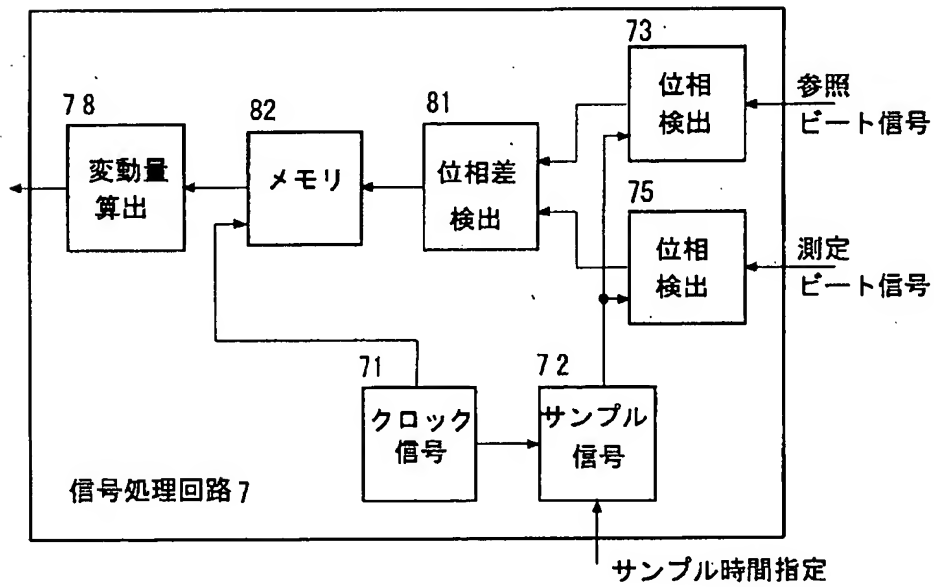 73
位相
検出
参照
ビート信号
78
変動量
算出
82
メモリ
81
位相差
検出
75
位相
検出
測定
ビート信号
71
クロック
信号
72
サンプル
信号
信号処理回路7
サンプル時間指定